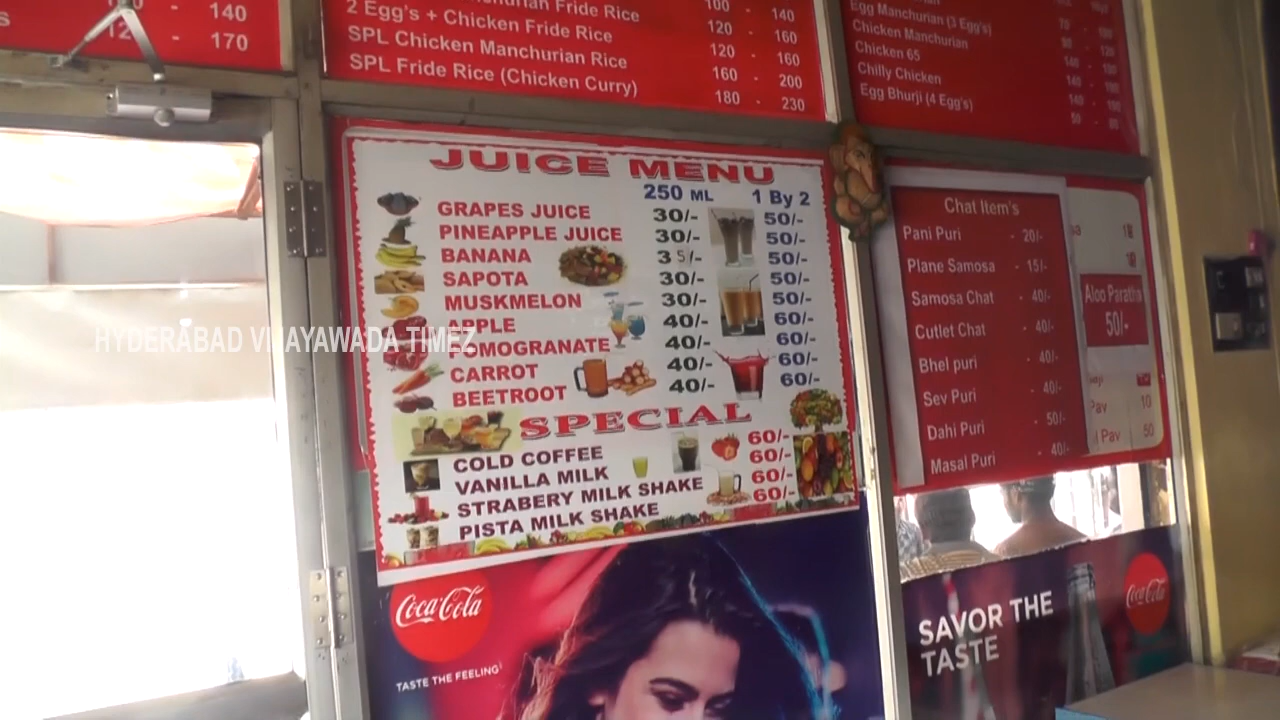 - 140
- 170
Fride Rice 100 - 140
2 Egg's + Chicken Fride Rice 120 - 160
SPL Chicken Manchurian Rice 120 - 160
SPL Fride Rice (Chicken Curry) 160 - 200
180 - 230
Egg Manchurian (3 Egg's)
Chicken Manchurian
Chicken 65
Chilly Chicken
Egg Bhurji (4 Egg's)
JUICE MENU
250 ML 1 By 2
GRAPES JUICE 30/- 50/-
PINEAPPLE JUICE 30/- 50/-
BANANA 35/- 50/-
SAPOTA 30/- 50/-
MUSKMELON 30/- 50/-
APPLE 40/- 60/-
POMOGRANATE 40/- 60/-
CARROT 40/- 60/-
BEETROOT 40/- 60/-
SPECIAL
COLD COFFEE 60/-
VANILLA MILK 60/-
STRABERY MILK SHAKE 60/-
PISTA MILK SHAKE 60/-
Chat Item's
Pani Puri - 20/-
Plane Samosa - 15/-
Samosa Chat - 40/-
Cutlet Chat - 40/-
Bhel puri - 40/-
Sev Puri - 40/-
Dahi Puri - 50/-
Masal Puri - 40/-
Aloo Paratha
50/-
Pav 10
Pav 50
HYDERABAD VIJAYAWADA TIMEZ
Coca-Cola
TASTE THE FEELING
SAVOR THE
TASTE
Coca-Cola